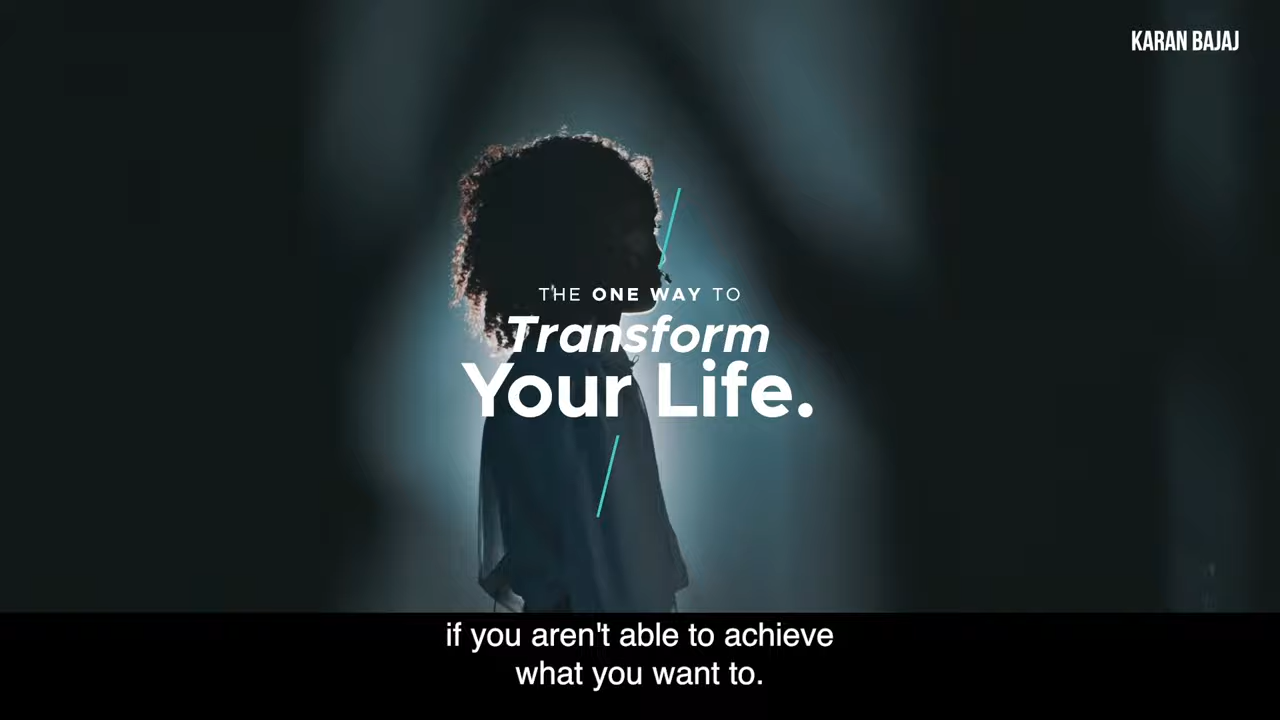 KARAN BAJAJ
THE ONE WAY TO
Transform
Your Life.
if you aren't able to achieve
what you want to.